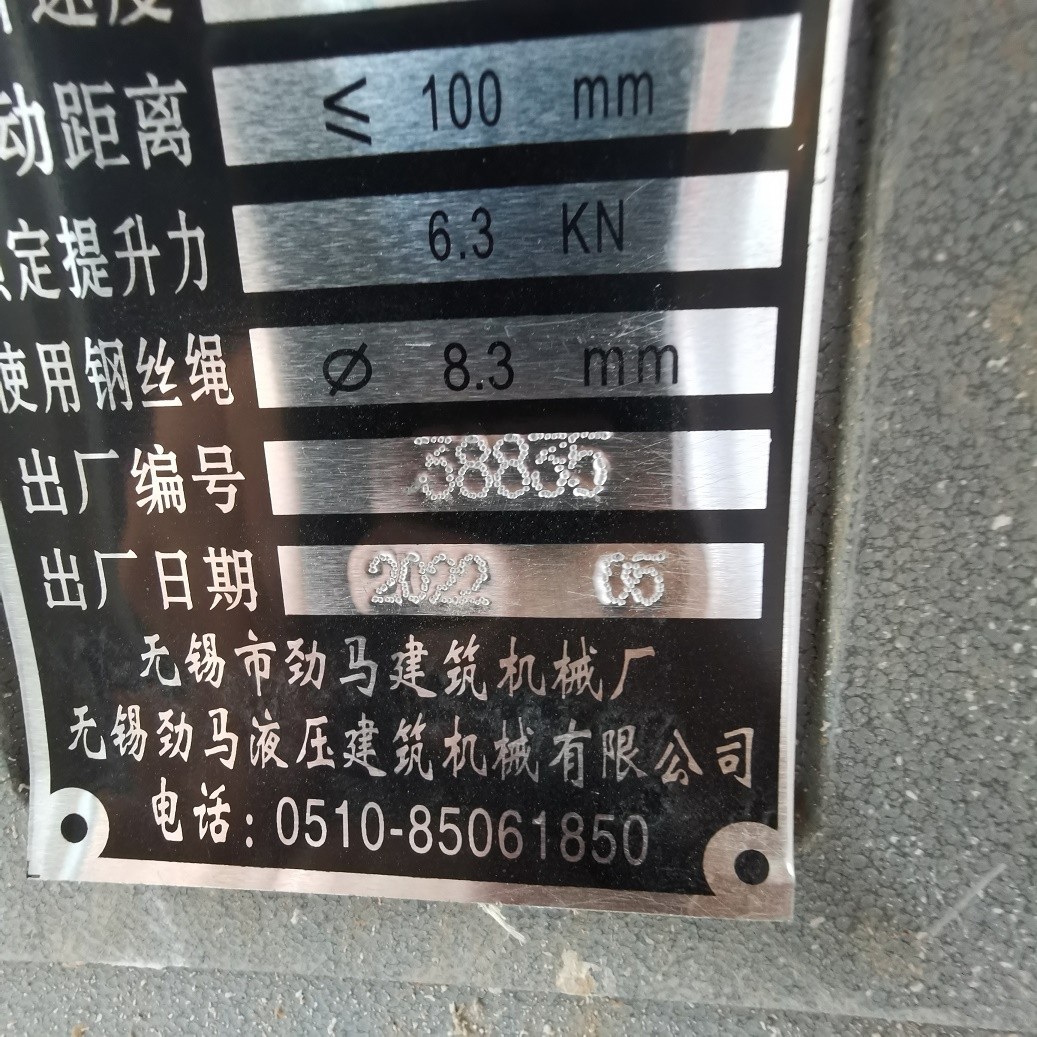 速度
动距离 ≤ 100 mm
定提升力 6.3 KN
使用钢丝绳 Ø 8.3 mm
出厂编号 38835
出厂日期 2022 05
无锡市劲马建筑机械厂
无锡劲马液压建筑机械有限公司
电话:0510-85061850